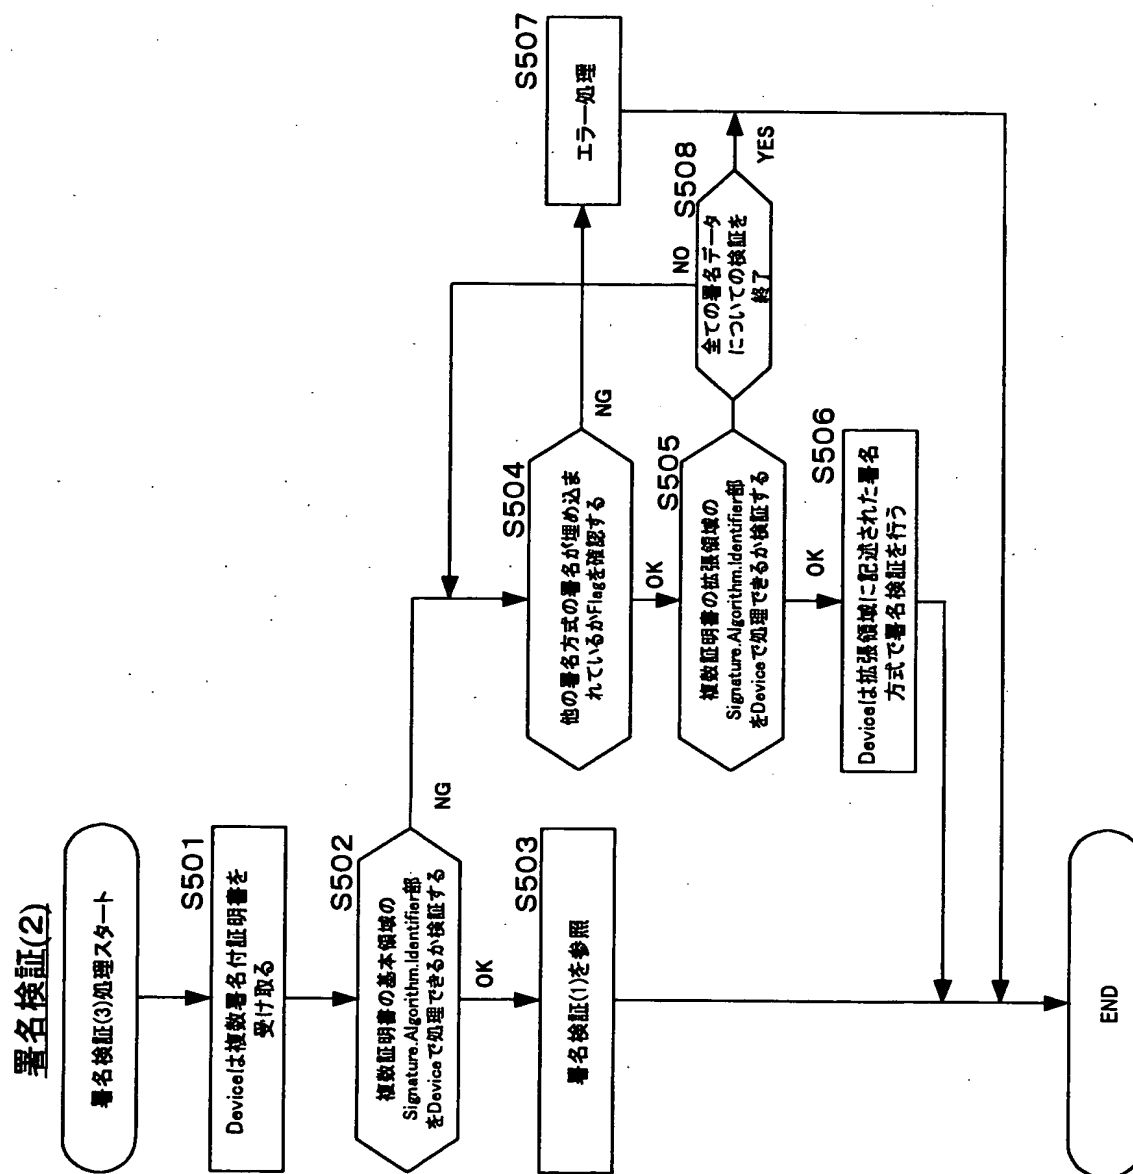 署名検証(2)
署名検証(3)処理スタート
S501
Deviceは複数署名付証明書を
受け取る
S502
複数証明書の基本領域の
Signature.Algorithm.Identifier部
をDeviceで処理できるか検証する
NG
OK
S503
署名検証(1)を参照
S504
他の署名方式の署名が埋め込ま
れているかFlagを確認する
NG
OK
S505
複数証明書の拡張領域の
Signature.Algorithm.Identifier部
をDeviceで処理できるか検証する
OK
S506
Deviceは拡張領域に記述された署名
方式で署名検証を行う
S507
エラー処理
S508
全ての署名データ
についての検証を
終了
NO
YES
END